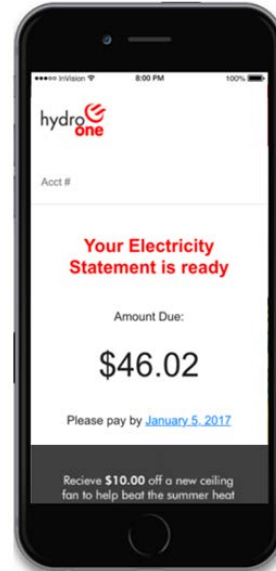 InVision
8:00 PM
100%
hydro
one
Acct #
Your Electricity
Statement is ready
Amount Due:
$46.02
Please pay by January 5, 2017
Recieve $10.00 off a new ceiling
fan to help beat the summer heat